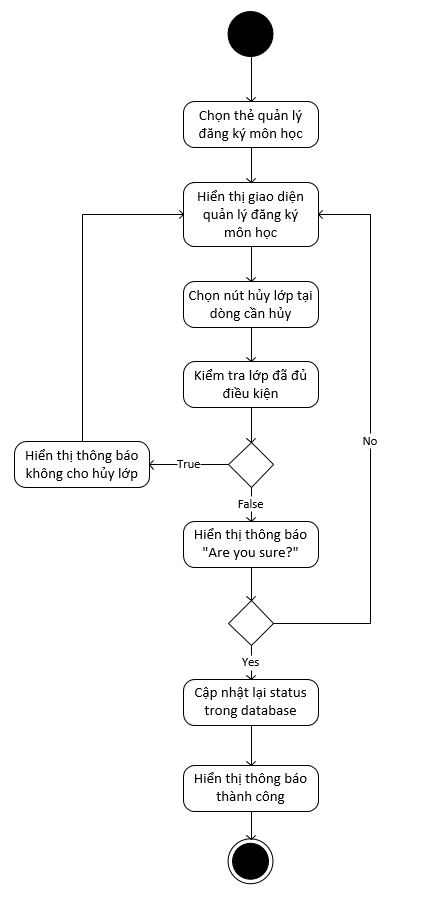 Chọn thẻ quản lý
đăng ký môn học
Hiển thị giao diện
quản lý đăng ký
môn học
Chọn nút hủy lớp tại
dòng cần hủy
Kiểm tra lớp đã đủ
điều kiện
No
Hiển thị thông báo
không cho hủy lớp
True
False
Hiển thị thông báo
"Are you sure?"
Yes
Cập nhật lại status
trong database
Hiển thị thông báo
thành công